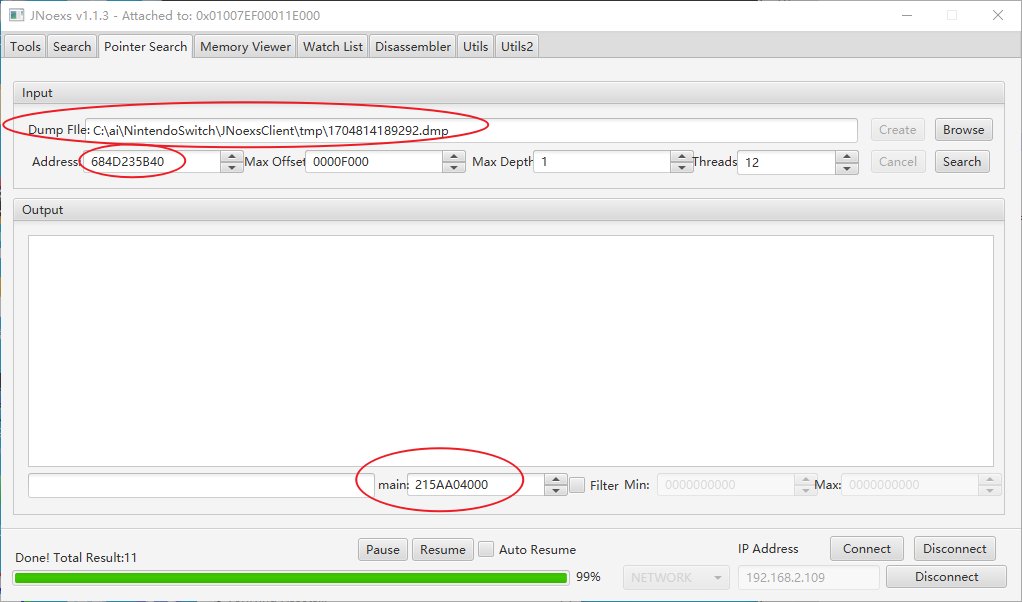 JNoexs v1.1.3 - Attached to: 0x01007EF00011E000
Tools Search Pointer Search Memory Viewer Watch List Disassembler Utils Utils2
Input
Dump FIle: C:\ai\NintendoSwitch\JNoexsClient\tmp\1704814189292.dmp Create Browse
Address: 684D235B40 Max Offset 0000F000 Max Depth 1 Threads 12 Cancel Search
Output
main: 215AA04000 Filter Min: 0000000000 Max: 0000000000
Done! Total Result:11 Pause Resume Auto Resume IP Address Connect Disconnect
99% NETWORK 192.168.2.109 Disconnect